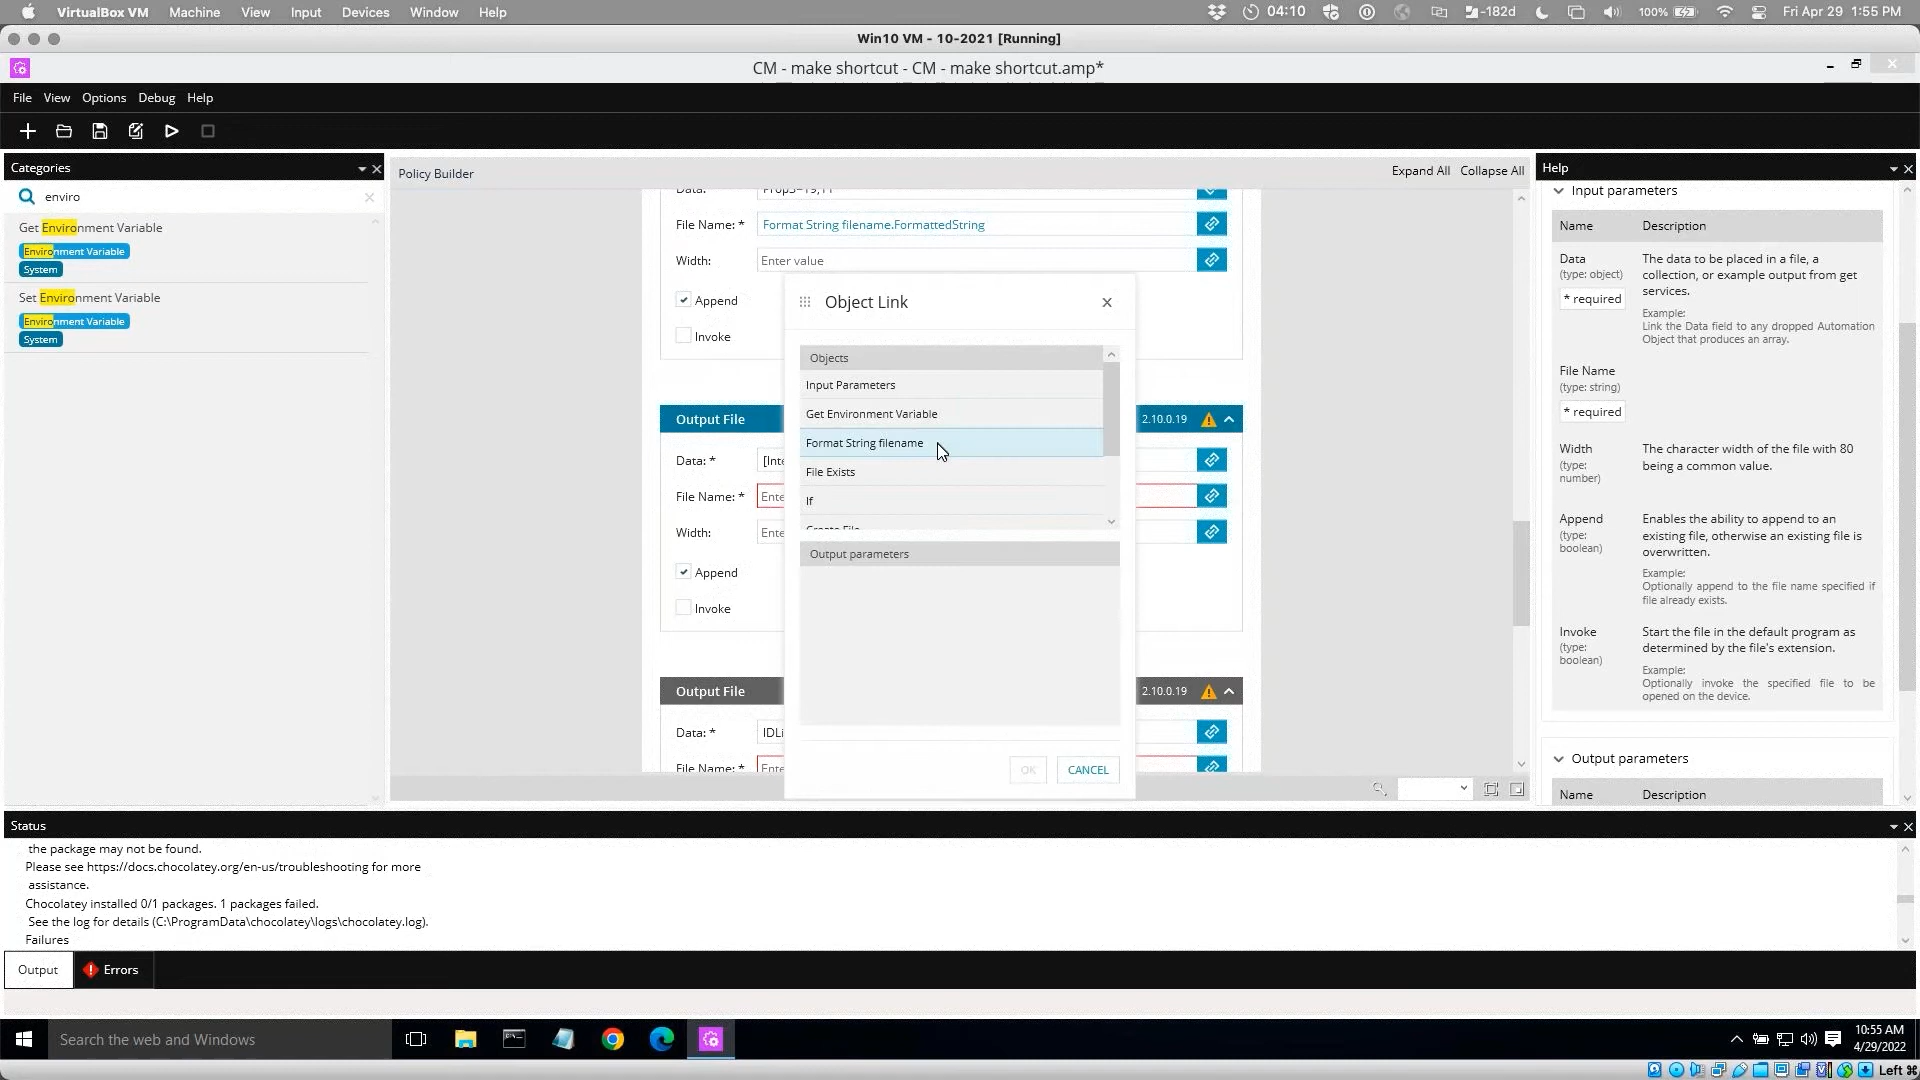 VirtualBox VM Machine View Input Devices Window Help 04:10 -182d 100% Fri Apr 29 1:55 PM
Win10 VM - 10-2021 [Running]
CM - make shortcut - CM - make shortcut.amp*
File View Options Debug Help
Categories
enviro
Get Environment Variable
Environment Variable
System
Set Environment Variable
Environment Variable
System
Policy Builder
Expand All Collapse All
Data:
File Name: * Format String filename.FormattedString
Width: Enter value
Append
Invoke
Output File 2.10.0.19
Data: * [Inte
File Name: * Ente
Width: Ente
Append
Invoke
Output File 2.10.0.19
Data: * IDLi
File Name: * Ente
Object Link
Objects
Input Parameters
Get Environment Variable
Format String filename
File Exists
If
Create File
Output parameters
OK CANCEL
Help
Input parameters
Name Description
Data
(type: object)
* required
The data to be placed in a file, a
collection, or example output from get
services.
Example:
Link the Data field to any dropped Automation
Object that produces an array.
File Name
(type: string)
* required
Width
(type:
number)
The character width of the file with 80
being a common value.
Append
(type:
boolean)
Enables the ability to append to an
existing file, otherwise an existing file is
overwritten.
Example:
Optionally append to the file name specified if
file already exists.
Invoke
(type:
boolean)
Start the file in the default program as
determined by the file's extension.
Example:
Optionally invoke the specified file to be
opened on the device.
Output parameters
Name Description
Status
the package may not be found.
Please see https://docs.chocolatey.org/en-us/troubleshooting for more
assistance.
Chocolatey installed 0/1 packages. 1 packages failed.
See the log for details (C:\ProgramData\chocolatey\logs\chocolatey.log).
Failures
Output Errors
Search the web and Windows
10:55 AM
4/29/2022
Left ⌘